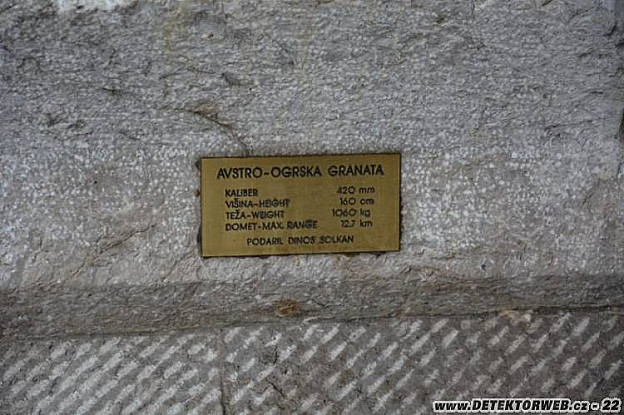 AVSTRO-OGRSKA GRANATA
KALIBER 420 mm
VIŠINA-HEIGHT 160 cm
TEŽA-WEIGHT 1060 kg
DOMET-MAX. RANGE 12.7 km
PODARIL DINOS SOLKAN
www.DETEKTORWEB.cz - 22